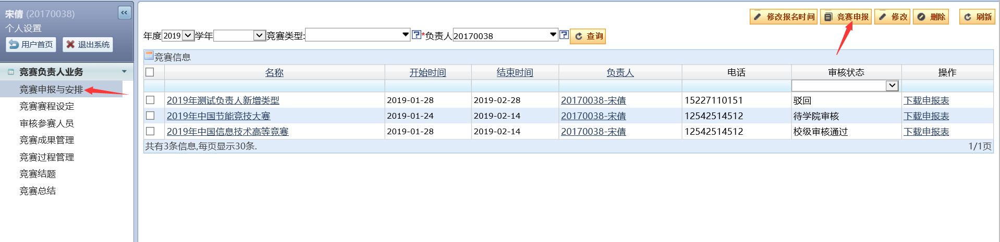 宋倩 (20170038)
个人设置
用户首页 退出系统
竞赛负责人业务
竞赛申报与安排
竞赛赛程设定
审核参赛人员
竞赛成果管理
竞赛过程管理
竞赛结题
竞赛总结
修改报名时间 竞赛申报 修改 删除 刷新
年度 2019 学年 竞赛类型: *负责人 20170038 查询
竞赛信息
名称 开始时间 结束时间 负责人 电话 审核状态 操作
2019年测试负责人新增类型 2019-01-28 2019-02-28 20170038-宋倩 15227110151 驳回 下载申报表
2019年中国节能竞技大赛 2019-01-24 2019-02-14 20170038-宋倩 12542514512 待学院审核 下载申报表
2019年中国信息技术高等竞赛 2019-01-28 2019-02-14 20170038-宋倩 12542514512 校级审核通过 下载申报表
共有3条信息,每页显示30条. 1/1页